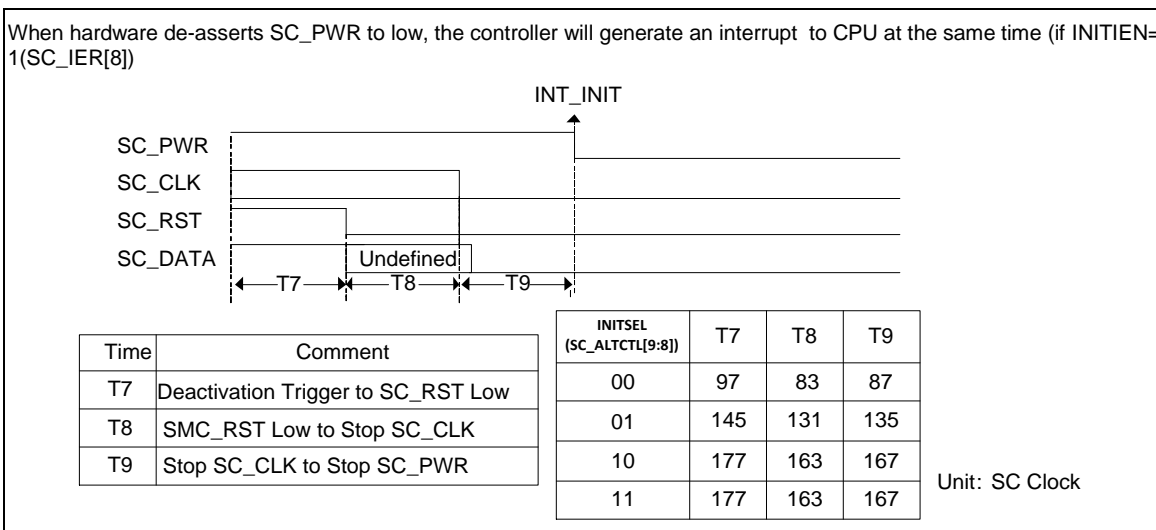 When hardware de-asserts SC_PWR to low, the controller will generate an interrupt to CPU at the same time (if INITIEN=
1(SC_IER[8])
INT_INIT
SC_PWR
SC_CLK
SC_RST
SC_DATA
Undefined
T7 T8 T9
Time Comment
T7 Deactivation Trigger to SC_RST Low
T8 SMC_RST Low to Stop SC_CLK
T9 Stop SC_CLK to Stop SC_PWR
INITSEL
(SC_ALTCTL[9:8]) T7 T8 T9
00 97 83 87
01 145 131 135
10 177 163 167
11 177 163 167
Unit: SC Clock